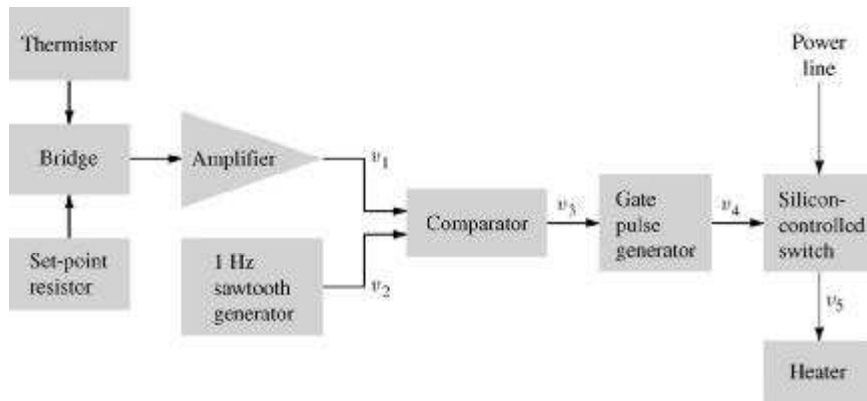 Thermistor
Bridge
Set-point
resistor
Amplifier
1 Hz
sawtooth
generator
v1
v2
Comparator
v3
Gate
pulse
generator
v4
Power
line
Silicon-
controlled
switch
v5
Heater